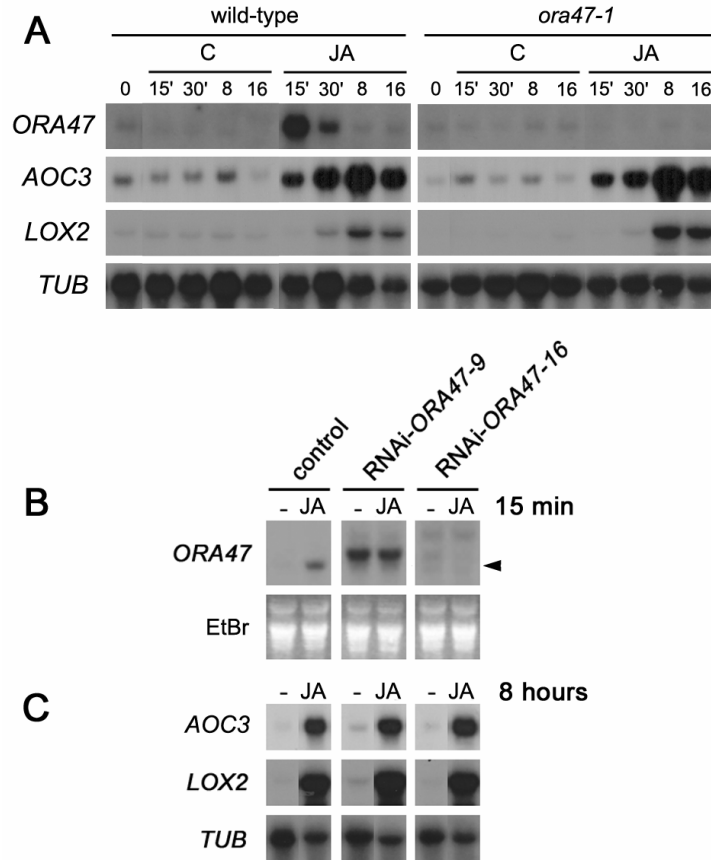 A
wild-type ora47-1
C JA C JA
0 15' 30' 8 16 15' 30' 8 16 0 15' 30' 8 16 15' 30' 8 16
ORA47
AOC3
LOX2
TUB
control RNAi-ORA47-9 RNAi-ORA47-16
B
- JA - JA - JA 15 min
ORA47
EtBr
C
- JA - JA - JA 8 hours
AOC3
LOX2
TUB